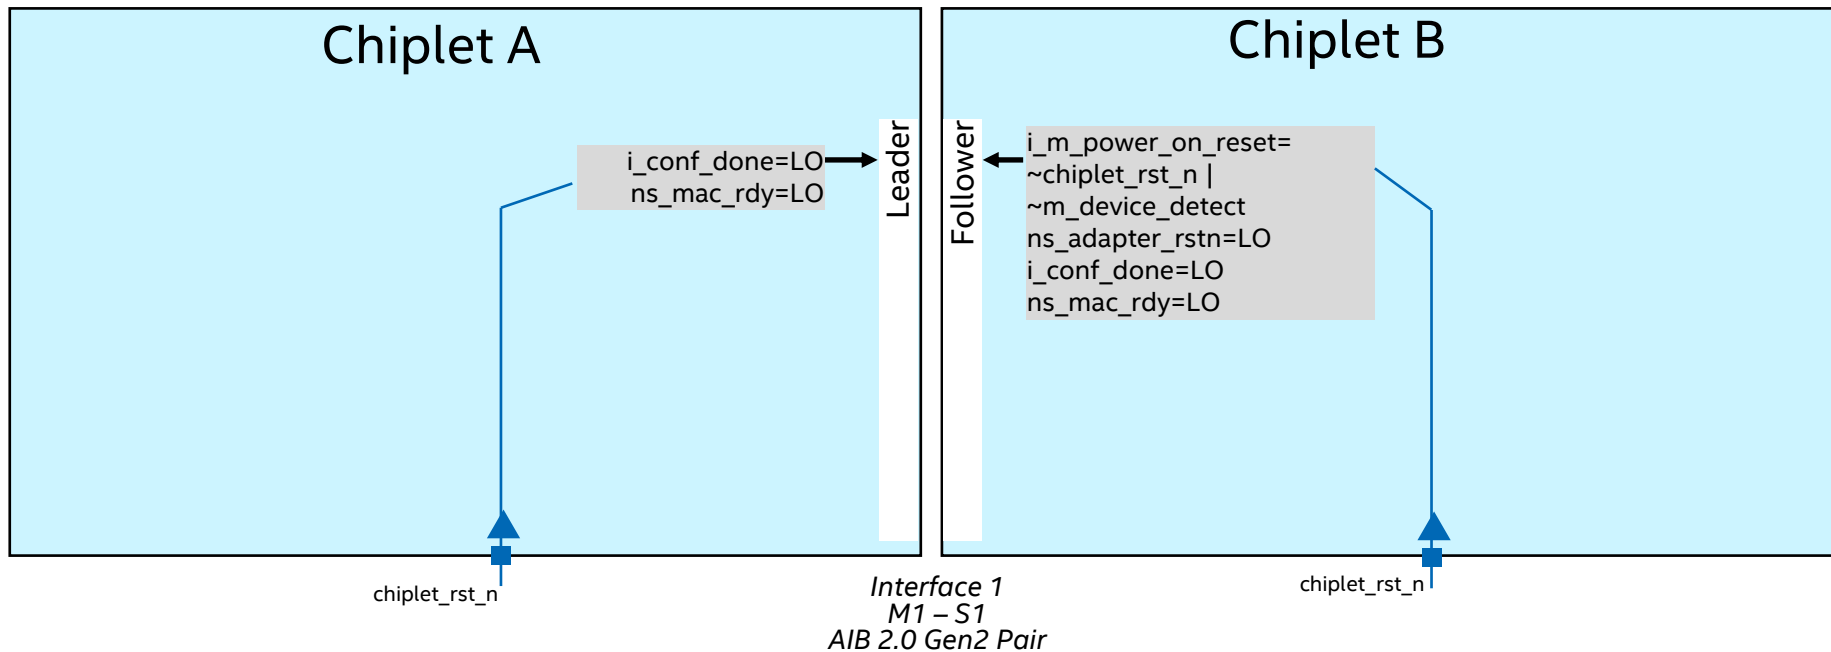 Chiplet A
i_conf_done=LO
ns_mac_rdy=LO
Leader
chiplet_rst_n
Chiplet B
Follower
i_m_power_on_reset=
~chiplet_rst_n |
~m_device_detect
ns_adapter_rstn=LO
i_conf_done=LO
ns_mac_rdy=LO
chiplet_rst_n
Interface 1
M1 – S1
AIB 2.0 Gen2 Pair